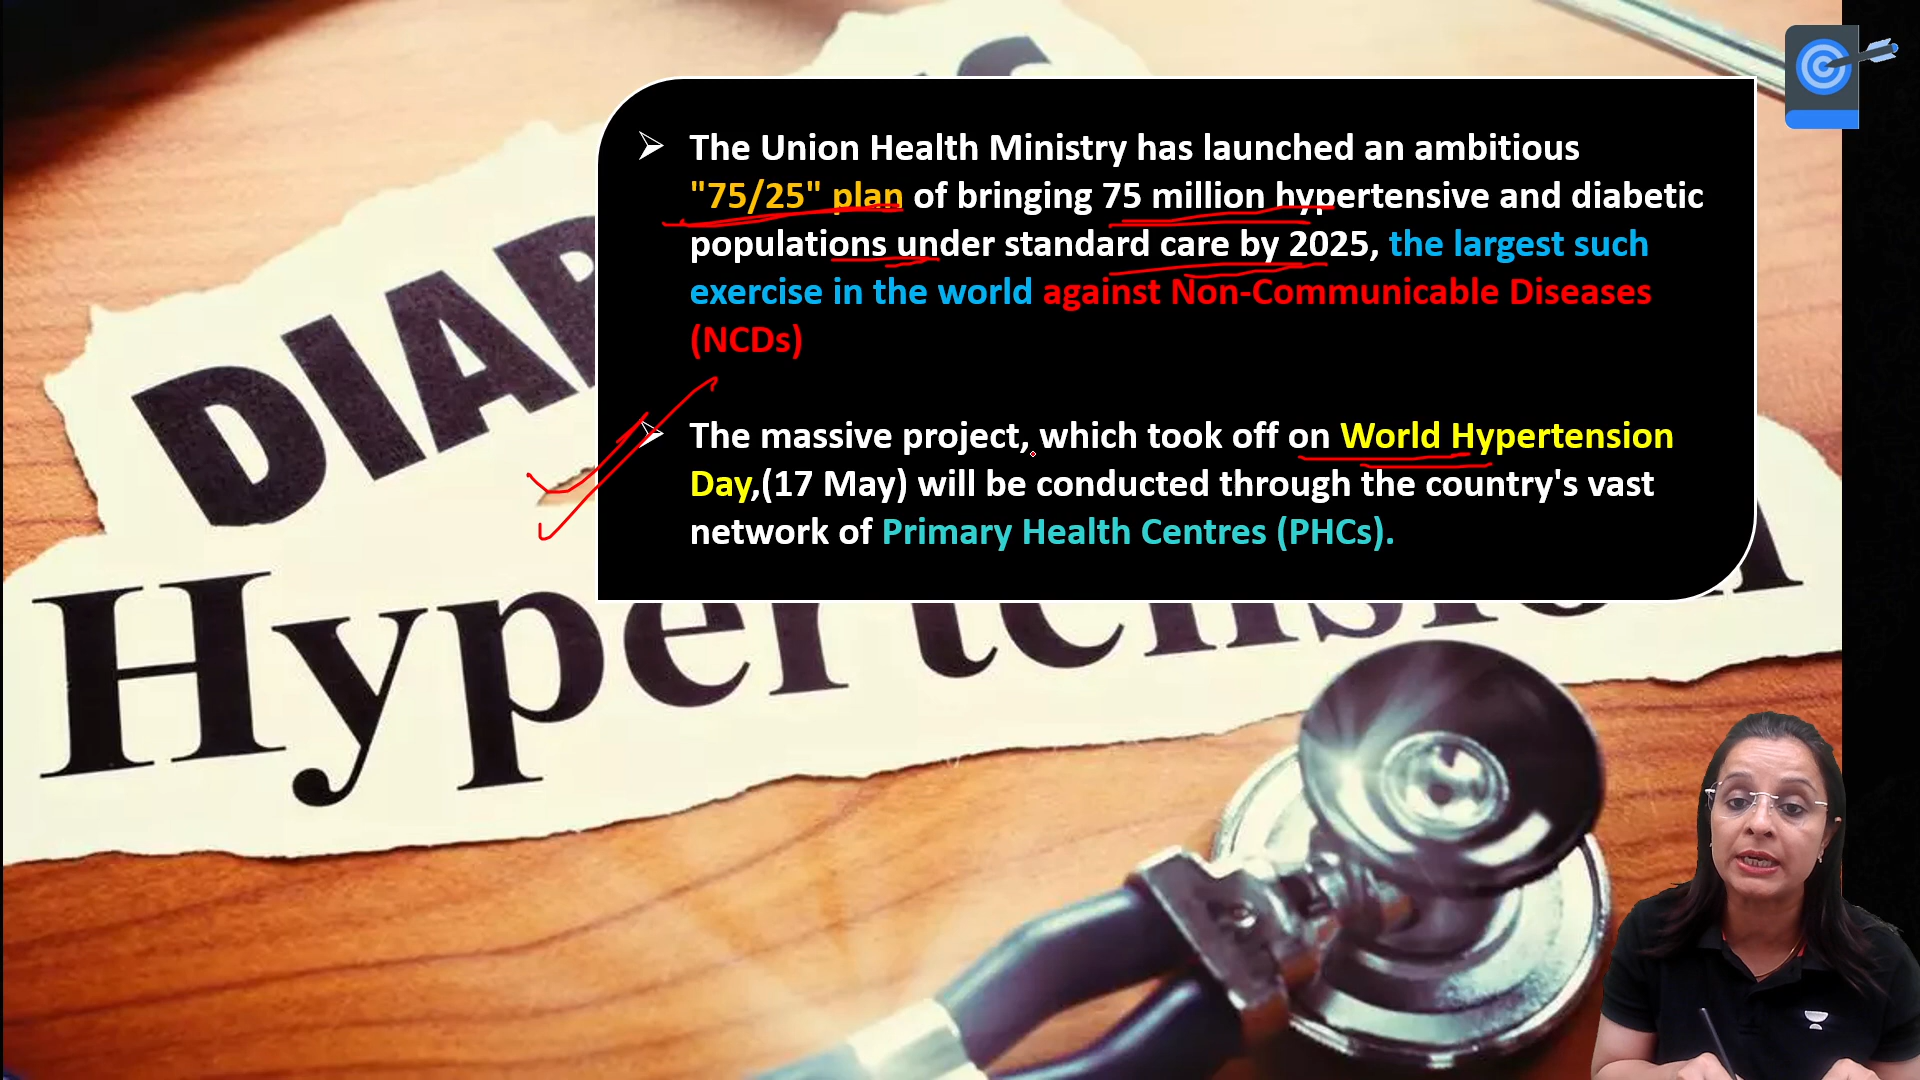 The Union Health Ministry has launched an ambitious
"75/25" plan of bringing 75 million hypertensive and diabetic
populations under standard care by 2025, the largest such
exercise in the world against Non-Communicable Diseases
(NCDs)
The massive project, which took off on World Hypertension
Day,(17 May) will be conducted through the country's vast
network of Primary Health Centres (PHCs).
DIAB
Hypertension